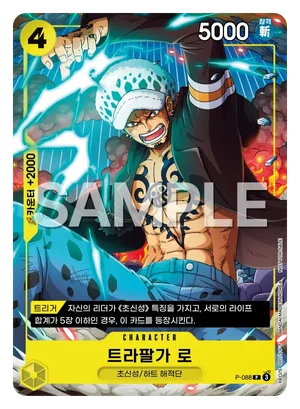 4
5000
참격
斬
카운터 +2000
SAMPLE
트리거 자신의 리더가 《초신성》 특징을 가지고, 서로의 라이프
합계가 5장 이하인 경우, 이 카드를 등장시킨다.
CHARACTER
트라팔가 로
초신성/하트 해적단
P-088 P 3